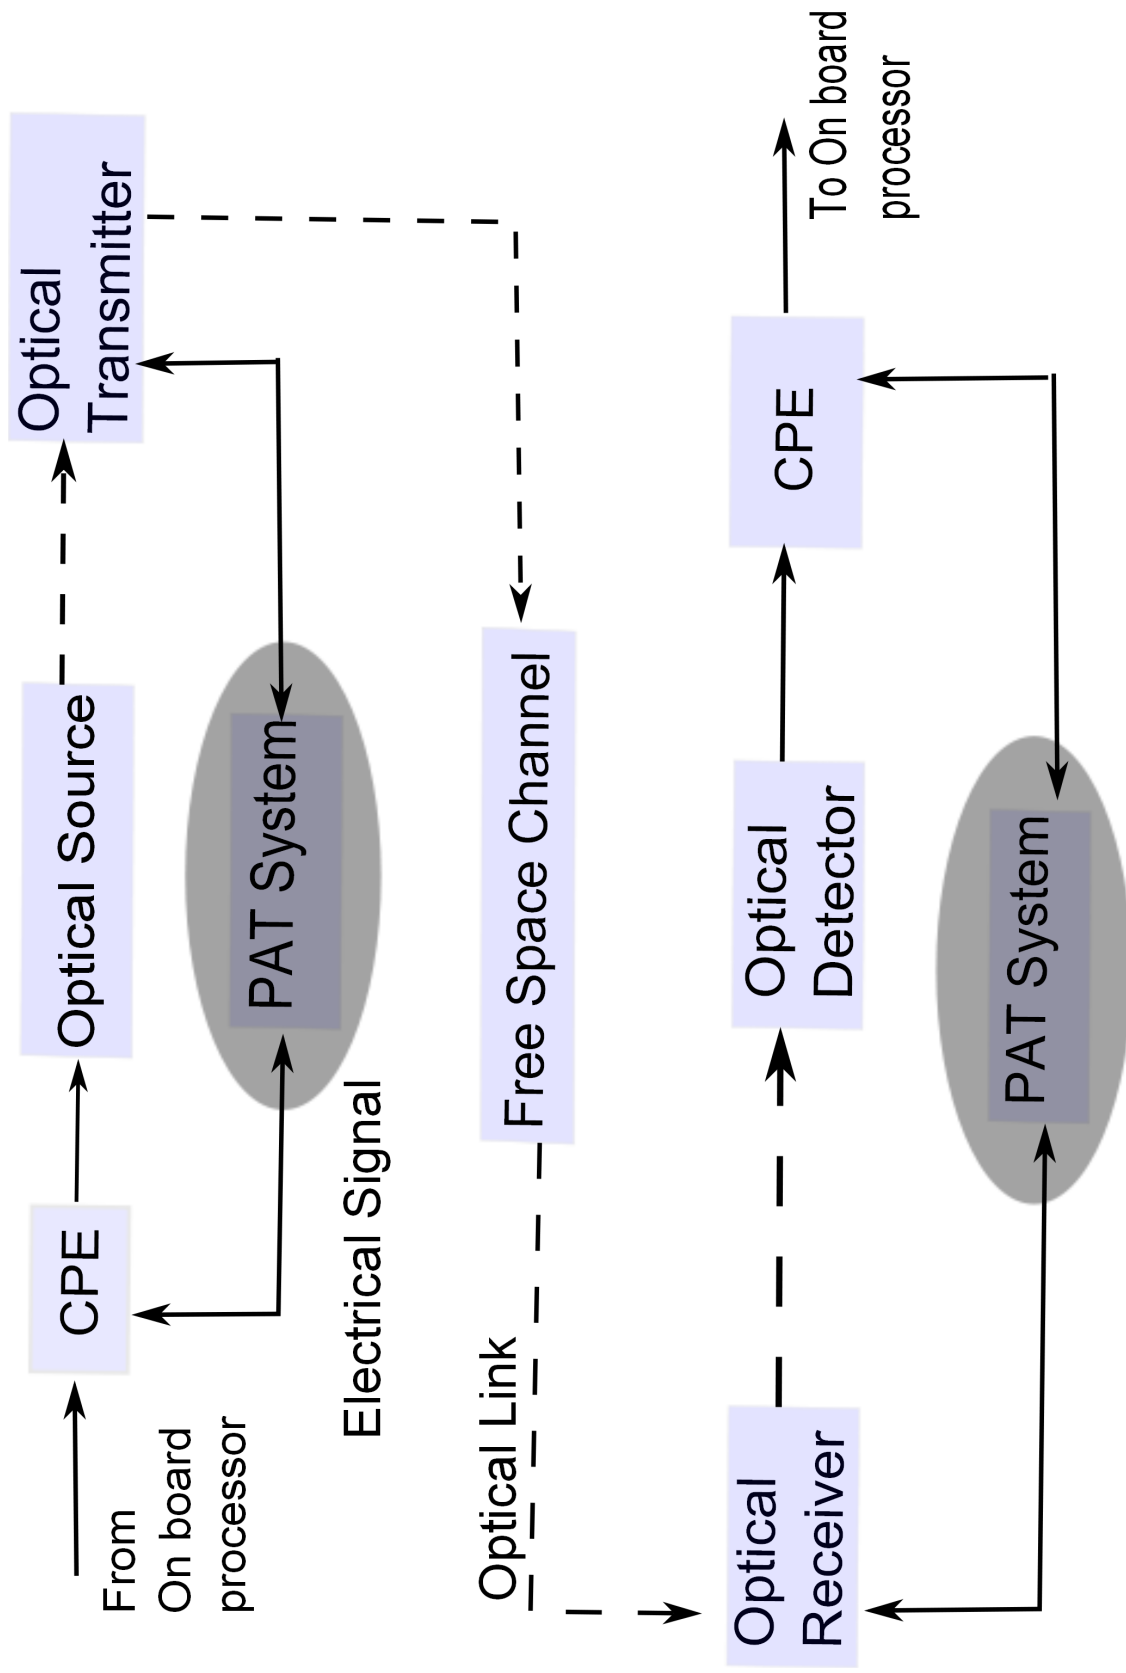 From
On board
processor
CPE
Optical Source
Optical
Transmitter
PAT System
Electrical Signal
Free Space Channel
Optical Link
Optical
Receiver
Optical
Detector
CPE
To On board
processor
PAT System